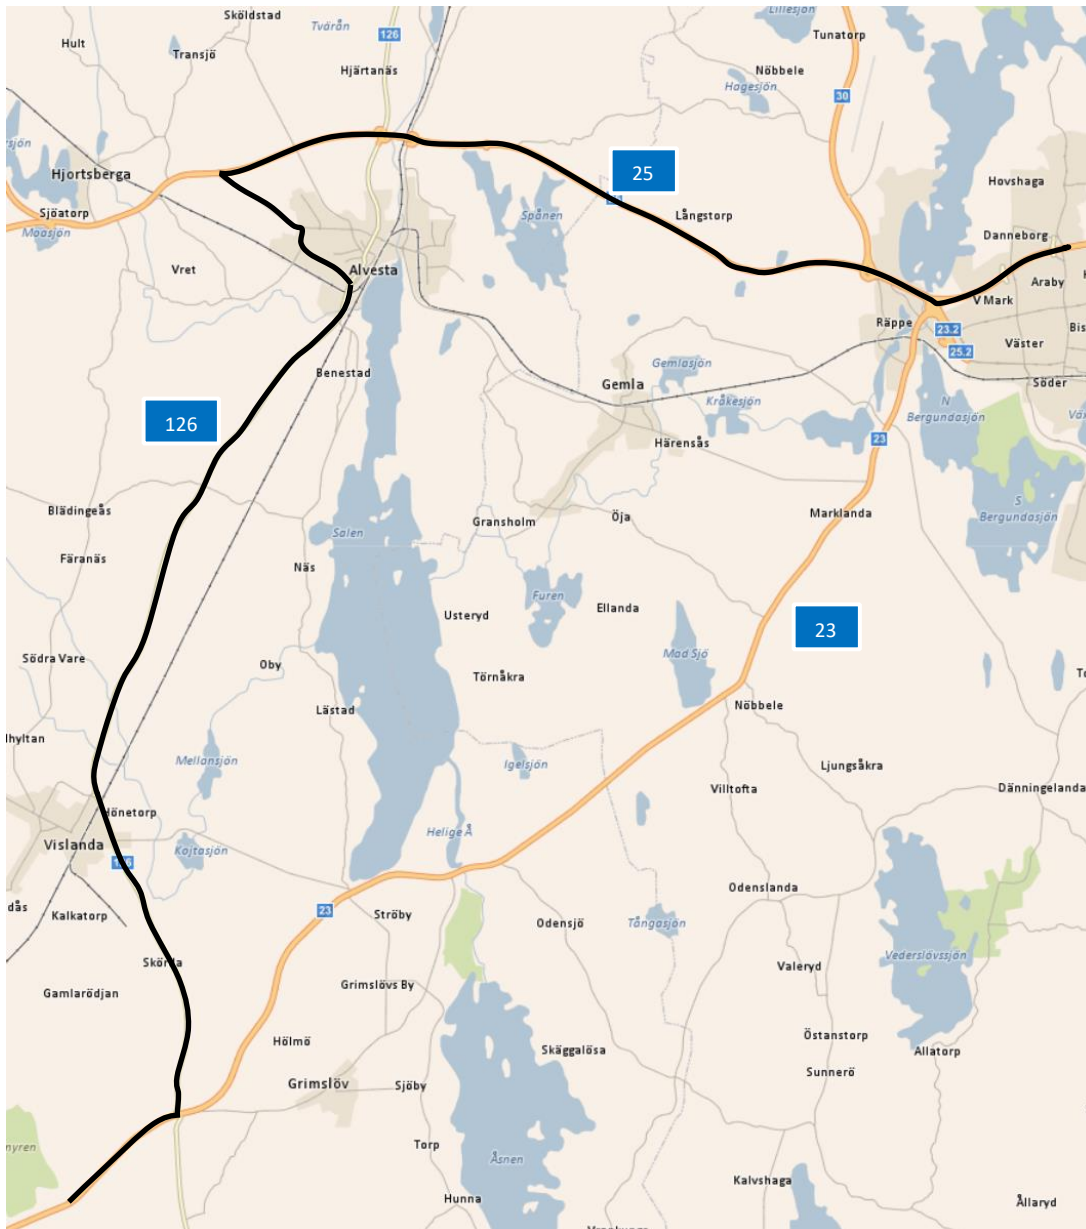 Sköldstad
Tvärån
126
Lillesjön
Tunatorp
Hult
Transjö
Hjärtanäs
Nöbbele
Hagesjön
30
Hjortsberga
25
Hovshaga
Sjöatorp
Moasjön
Spånen
Långstorp
Danneborg
Vret
Alvesta
Araby
V Mark
Räppe
23.2
Väster
25.2
Benestad
Gemlasjön
Gemla
Söder
Kråkesjön
N
Bergundasjön
126
23
Härensås
Blädingeås
Salen
Gransholm
Öja
Marklanda
S
Bergundasjön
Färanäs
Näs
Furen
Ellanda
Usteryd
23
Södra Vare
Oby
Mad Sjö
Törnåkra
Lästad
Nöbbele
lhyltan
Mellansjön
Igelsjön
Ljungsåkra
Villtofta
Dänningelanda
Hönetorp
Helige Å
Vislanda
Kojtasjön
Odenslanda
dås
Kalkatorp
23
Ströby
Odensjö
Tångasjön
Vederslövssjön
Valeryd
Gamlarödjan
Grimslövs By
Hölmö
Skäggalösa
Östanstorp
Allatorp
Grimslöv
Sjöby
Sunnerö
nyren
Torp
Åsnen
Kalvshaga
Hunna
Ållaryd